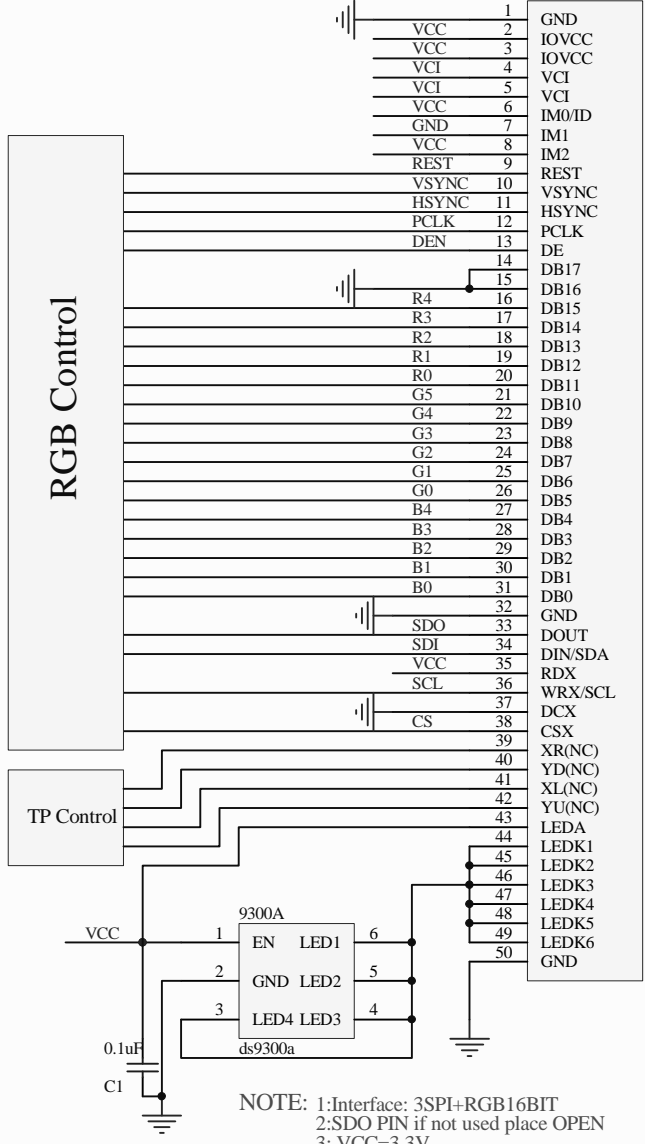 1 GND
VCC 2 IOVCC
VCC 3 IOVCC
VCI 4 VCI
VCI 5 VCI
VCC 6 IM0/ID
GND 7 IM1
VCC 8 IM2
REST 9 REST
VSYNC 10 VSYNC
HSYNC 11 HSYNC
PCLK 12 PCLK
DEN 13 DE
14 DB17
15 DB16
R4 16 DB15
R3 17 DB14
R2 18 DB13
R1 19 DB12
R0 20 DB11
G5 21 DB10
G4 22 DB9
G3 23 DB8
G2 24 DB7
G1 25 DB6
G0 26 DB5
B4 27 DB4
B3 28 DB3
B2 29 DB2
B1 30 DB1
B0 31 DB0
32 GND
SDO 33 DOUT
SDI 34 DIN/SDA
VCC 35 RDX
SCL 36 WRX/SCL
37 DCX
CS 38 CSX
39 XR(NC)
40 YD(NC)
41 XL(NC)
42 YU(NC)
43 LEDA
44 LEDK1
45 LEDK2
46 LEDK3
47 LEDK4
48 LEDK5
49 LEDK6
50 GND
RGB Control
TP Control
9300A
VCC 1 EN LED1 6
2 GND LED2 5
3 LED4 LED3 4
ds9300a
0.1uF
C1
NOTE: 1:Interface: 3SPI+RGB16BIT
2:SDO PIN if not used place OPEN
3: VCC=3.3V